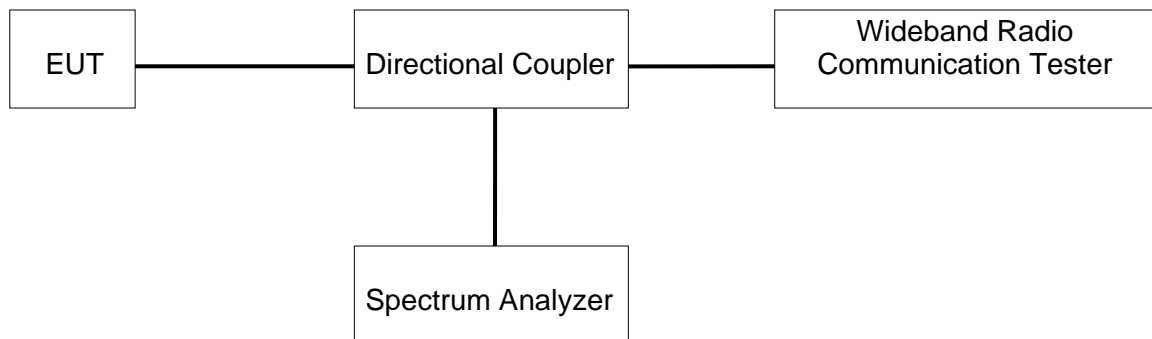 EUT
Directional Coupler
Wideband Radio
Communication Tester
Spectrum Analyzer